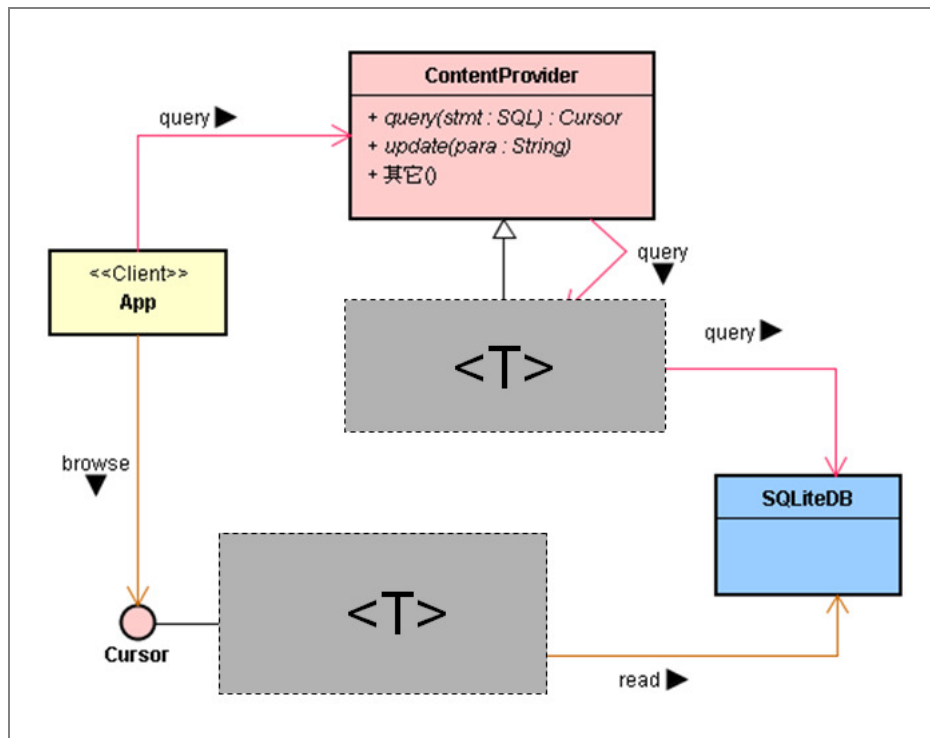 ContentProvider
+ query(stmt : SQL) : Cursor
+ update(para : String)
+ 其它()
query ▶
<<Client>>
App
query
▼
<T>
query ▶
browse
▼
SQLiteDB
<T>
Cursor
read ▶